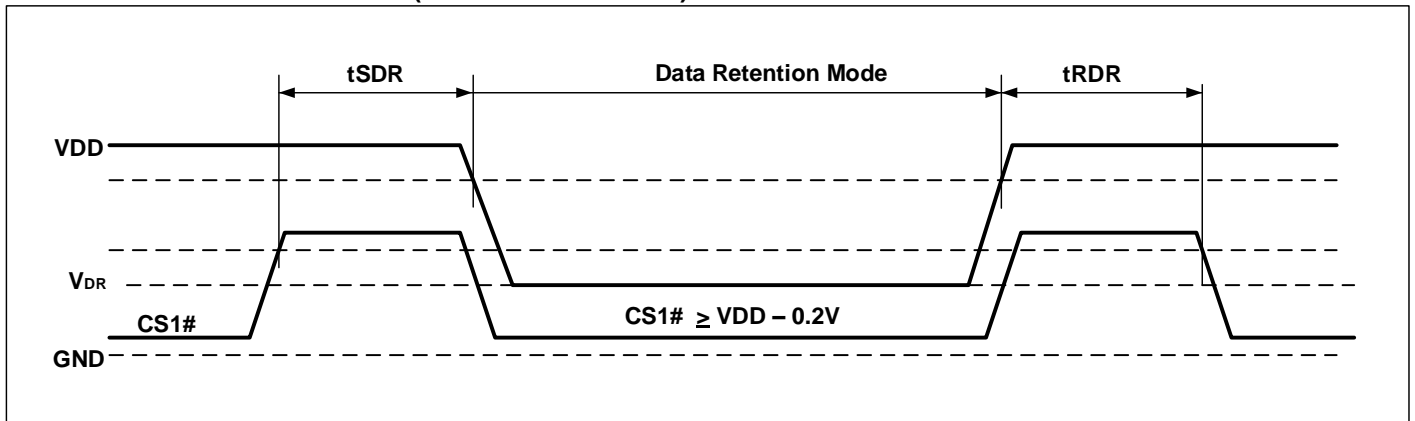 tSDR Data Retention Mode tRDR
VDD
VDR
CS1# ≥ VDD – 0.2V
CS1#
GND